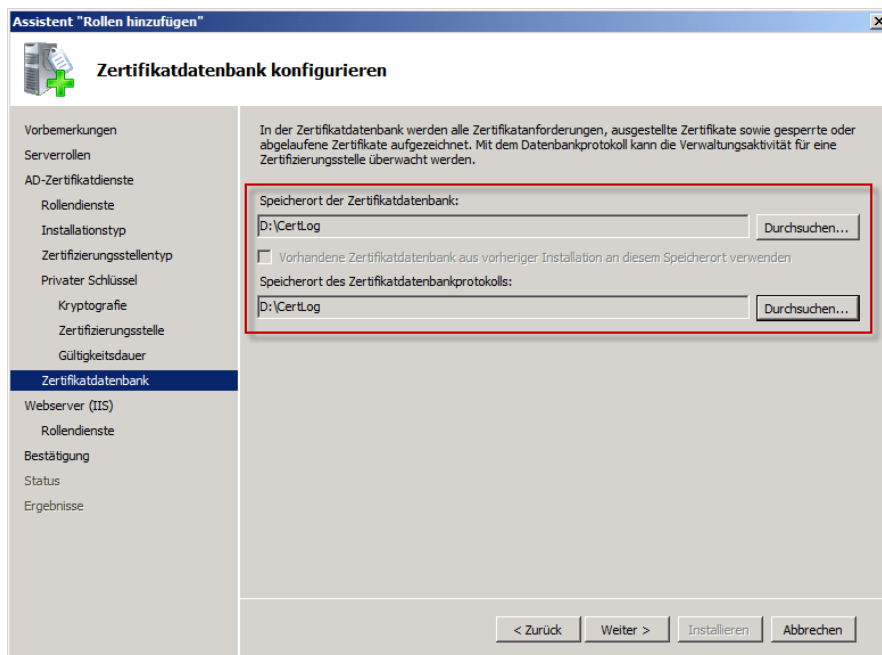 Assistent "Rollen hinzufügen"
Zertifikatdatenbank konfigurieren
Vorbemerkungen
Serverrollen
AD-Zertifikatdienste
Rollendienste
Installationstyp
Zertifizierungsstellentyp
Privater Schlüssel
Kryptografie
Zertifizierungsstelle
Gültigkeitsdauer
Zertifikatdatenbank
Webserver (IIS)
Rollendienste
Bestätigung
Status
Ergebnisse
In der Zertifikatdatenbank werden alle Zertifikatanforderungen, ausgestellte Zertifikate sowie gesperrte oder
abgelaufene Zertifikate aufgezeichnet. Mit dem Datenbankprotokoll kann die Verwaltungsaktivität für eine
Zertifizierungsstelle überwacht werden.
Speicherort der Zertifikatdatenbank:
D:\CertLog
Durchsuchen...
Vorhandene Zertifikatdatenbank aus vorheriger Installation an diesem Speicherort verwenden
Speicherort des Zertifikatdatenbankprotokolls:
D:\CertLog
Durchsuchen...
< Zurück
Weiter >
Installieren
Abbrechen